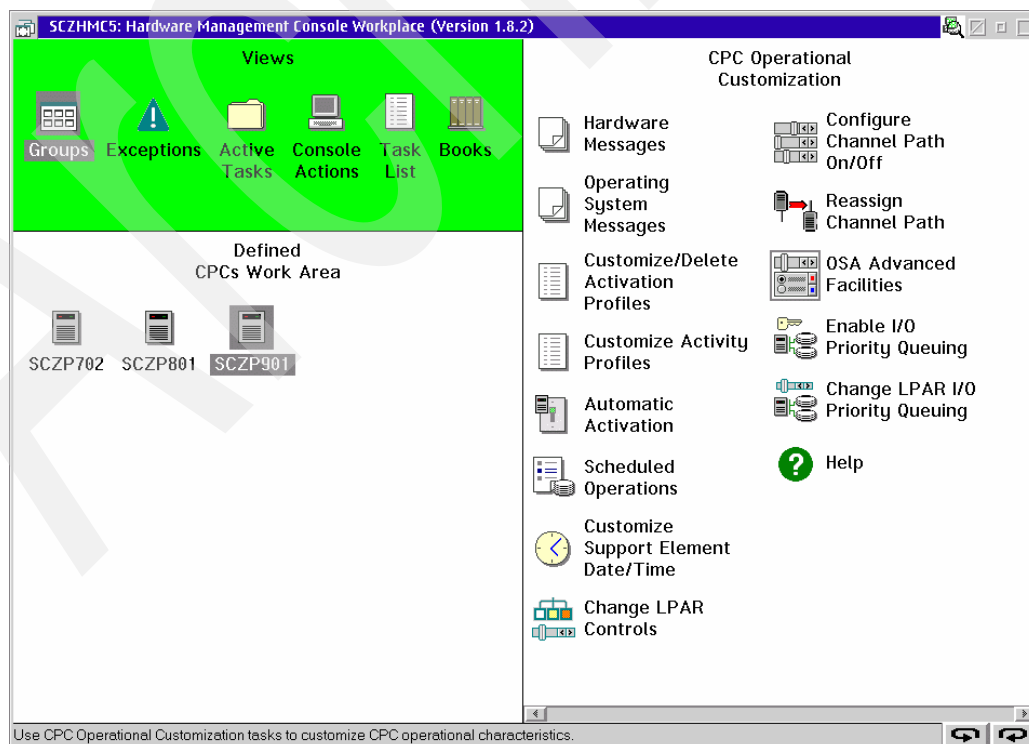 SCZHMC5: Hardware Management Console Workplace (Version 1.8.2)
Views
Groups
Exceptions
Active
Tasks
Console
Actions
Task
List
Books
Defined
CPCs Work Area
SCZP702
SCZP801
SCZP901
CPC Operational
Customization
Hardware
Messages
Operating
System
Messages
Customize/Delete
Activation
Profiles
Customize Activity
Profiles
Automatic
Activation
Scheduled
Operations
Customize
Support Element
Date/Time
Change LPAR
Controls
Configure
Channel Path
On/Off
Reassign
Channel Path
OSA Advanced
Facilities
Enable I/O
Priority Queuing
Change LPAR I/O
Priority Queuing
Help
Use CPC Operational Customization tasks to customize CPC operational characteristics.